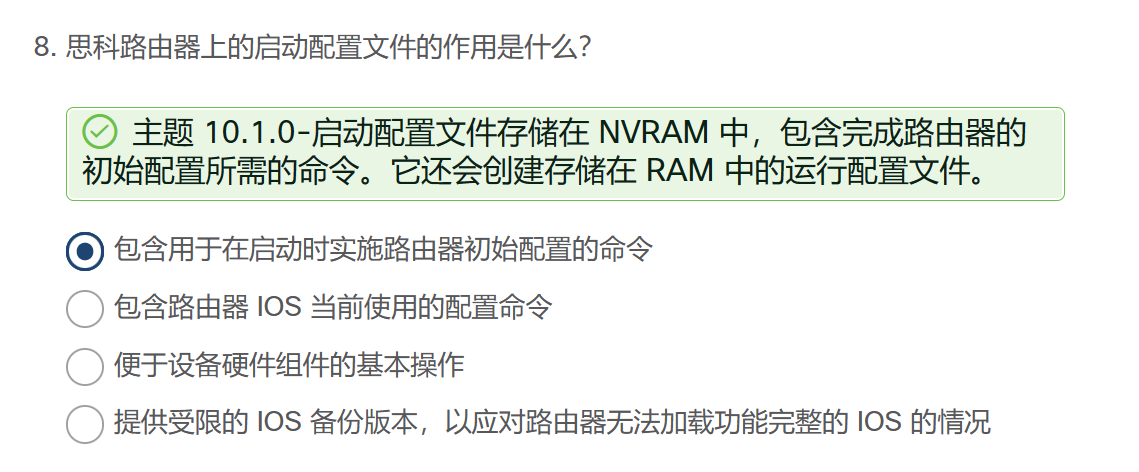 8. 思科路由器上的启动配置文件的作用是什么？
主题 10.1.0-启动配置文件存储在 NVRAM 中，包含完成路由器的
初始配置所需的命令。它还会创建存储在 RAM 中的运行配置文件。
包含用于在启动时实施路由器初始配置的命令
包含路由器 IOS 当前使用的配置命令
便于设备硬件组件的基本操作
提供受限的 IOS 备份版本，以应对路由器无法加载功能完整的 IOS 的情况